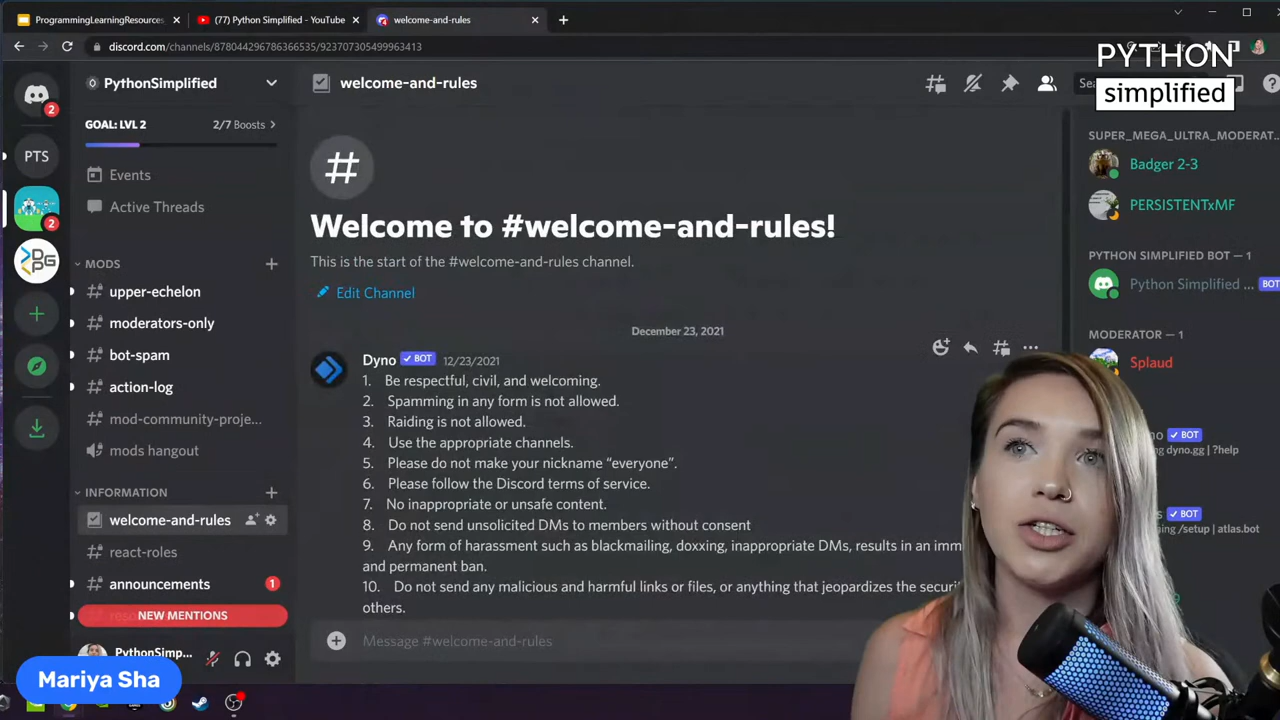 ProgrammingLearningResources
(77) Python Simplified - YouTube
welcome-and-rules
discord.com/channels/878044296786366535/923707305499963413
PYTHON
simplified
PythonSimplified
welcome-and-rules
Sea
2
GOAL: LVL 2
2/7 Boosts
PTS
Events
Active Threads
2
MODS
upper-echelon
moderators-only
bot-spam
action-log
mod-community-proje...
mods hangout
INFORMATION
welcome-and-rules
react-roles
announcements
1
NEW MENTIONS
PythonSimp...
Mariya Sha
#
Welcome to #welcome-and-rules!
This is the start of the #welcome-and-rules channel.
Edit Channel
December 23, 2021
Dyno BOT 12/23/2021
1. Be respectful, civil, and welcoming.
2. Spamming in any form is not allowed.
3. Raiding is not allowed.
4. Use the appropriate channels.
5. Please do not make your nickname “everyone”.
6. Please follow the Discord terms of service.
7. No inappropriate or unsafe content.
8. Do not send unsolicited DMs to members without consent
9. Any form of harassment such as blackmailing, doxxing, inappropriate DMs, results in an imm
and permanent ban.
10. Do not send any malicious and harmful links or files, or anything that jeopardizes the securi
others.
Message #welcome-and-rules
SUPER_MEGA_ULTRA_MODERAT...
Badger 2-3
PERSISTENTxMF
PYTHON SIMPLIFIED BOT — 1
Python Simplified ... BOT
MODERATOR — 1
Splaud
BOT
dyno.gg | ?help
BOT
/setup | atlas.bot